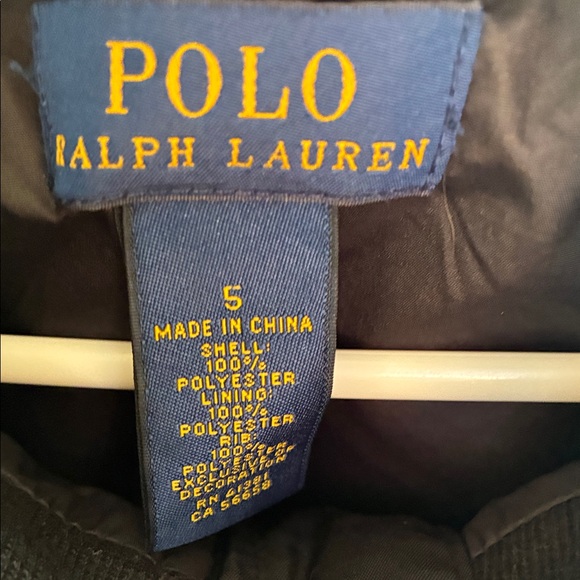 POLO
RALPH LAUREN
5
MADE IN CHINA
SHELL:
100%
POLYESTER
LINING:
100%
POLYESTER
RIB:
100%
POLYESTER
EXCLUSIVE OF
DECORATION
RN 41381
CA 56658